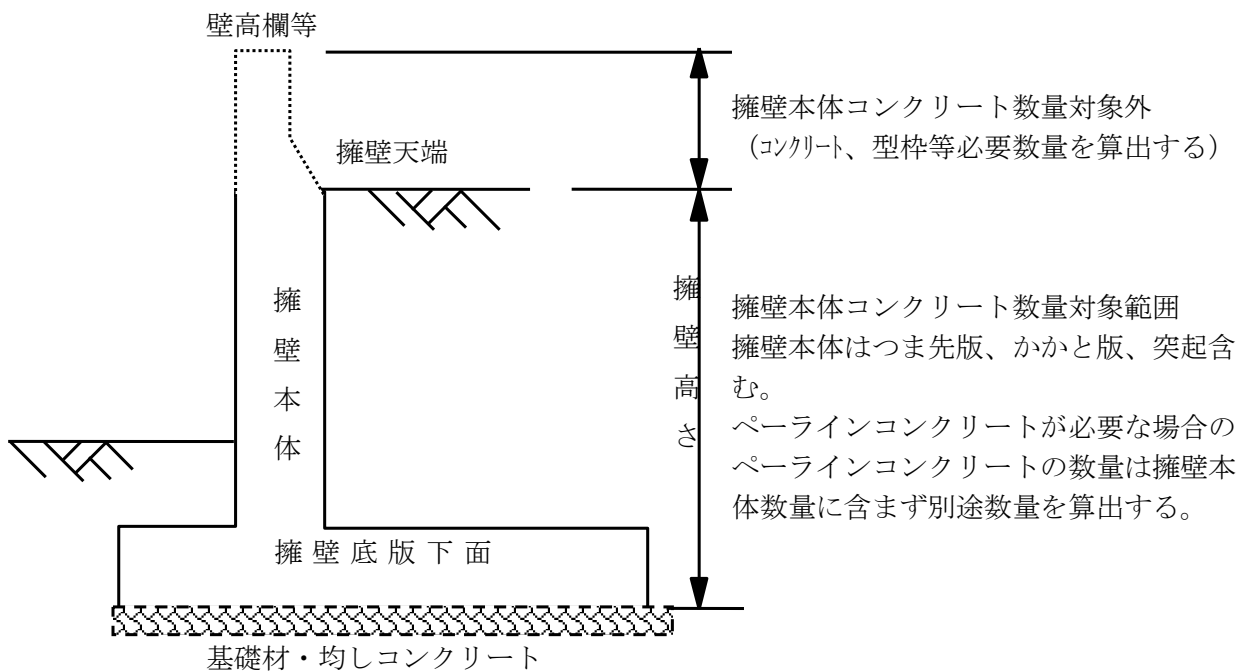 壁高欄等
擁壁本体コンクリート数量対象外
（ｺﾝｸﾘｰﾄ、型枠等必要数量を算出する）
擁壁天端
擁壁本体
擁壁高さ
擁壁本体コンクリート数量対象範囲
擁壁本体はつま先版、かかと版、突起含
む。
ペーラインコンクリートが必要な場合の
ペーラインコンクリートの数量は擁壁本
体数量に含まず別途数量を算出する。
擁壁底版下面
基礎材・均しコンクリート